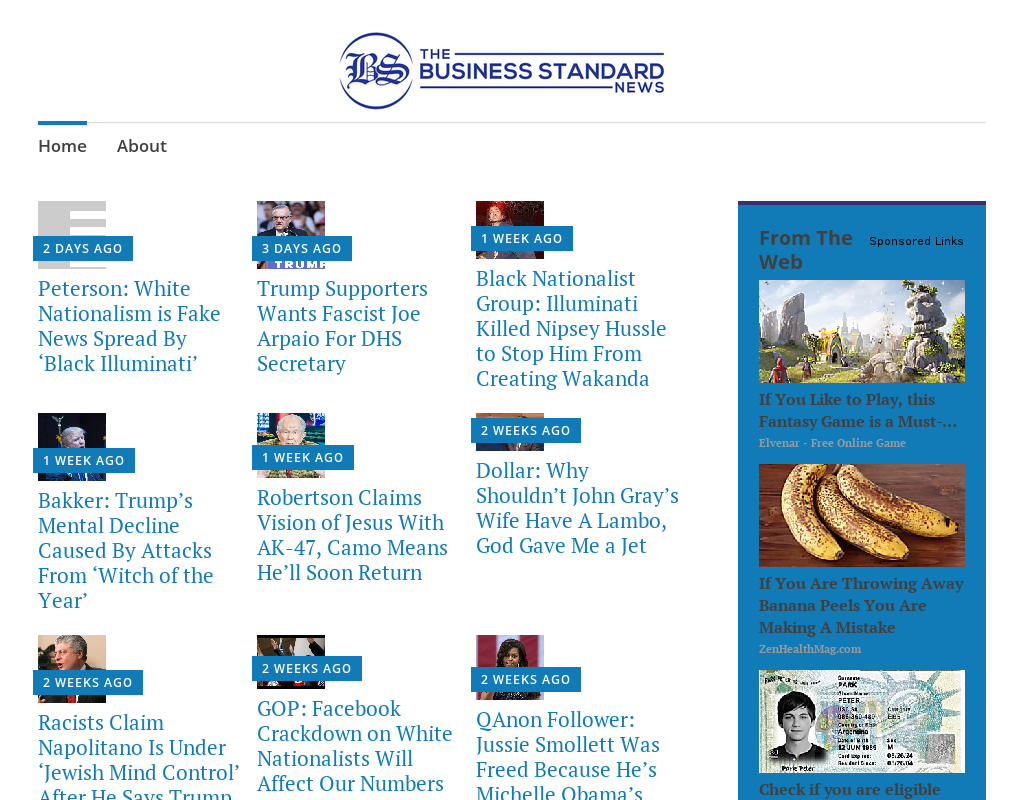 BS
THE
BUSINESS STANDARD
NEWS
Home
About
2 DAYS AGO
Peterson: White
Nationalism is Fake
News Spread By
‘Black Illuminati’
3 DAYS AGO
TRUMP
Trump Supporters
Wants Fascist Joe
Arpaio For DHS
Secretary
1 WEEK AGO
Black Nationalist
Group: Illuminati
Killed Nipsey Hussle
to Stop Him From
Creating Wakanda
1 WEEK AGO
Bakker: Trump’s
Mental Decline
Caused By Attacks
From ‘Witch of the
Year’
1 WEEK AGO
Robertson Claims
Vision of Jesus With
AK-47, Camo Means
He’ll Soon Return
2 WEEKS AGO
Dollar: Why
Shouldn’t John Gray’s
Wife Have A Lambo,
God Gave Me a Jet
2 WEEKS AGO
Racists Claim
Napolitano Is Under
‘Jewish Mind Control’
After He Says Trump
2 WEEKS AGO
GOP: Facebook
Crackdown on White
Nationalists Will
Affect Our Numbers
2 WEEKS AGO
QAnon Follower:
Jussie Smollett Was
Freed Because He’s
Michelle Obama’s
From The
Web
Sponsored Links
If You Like to Play, this
Fantasy Game is a Must-...
Elvenar - Free Online Game
If You Are Throwing Away
Banana Peels You Are
Making A Mistake
ZenHealthMag.com
Surname
PARK
PETER
Argentina
12 JUN 1986
M
Check if you are eligible